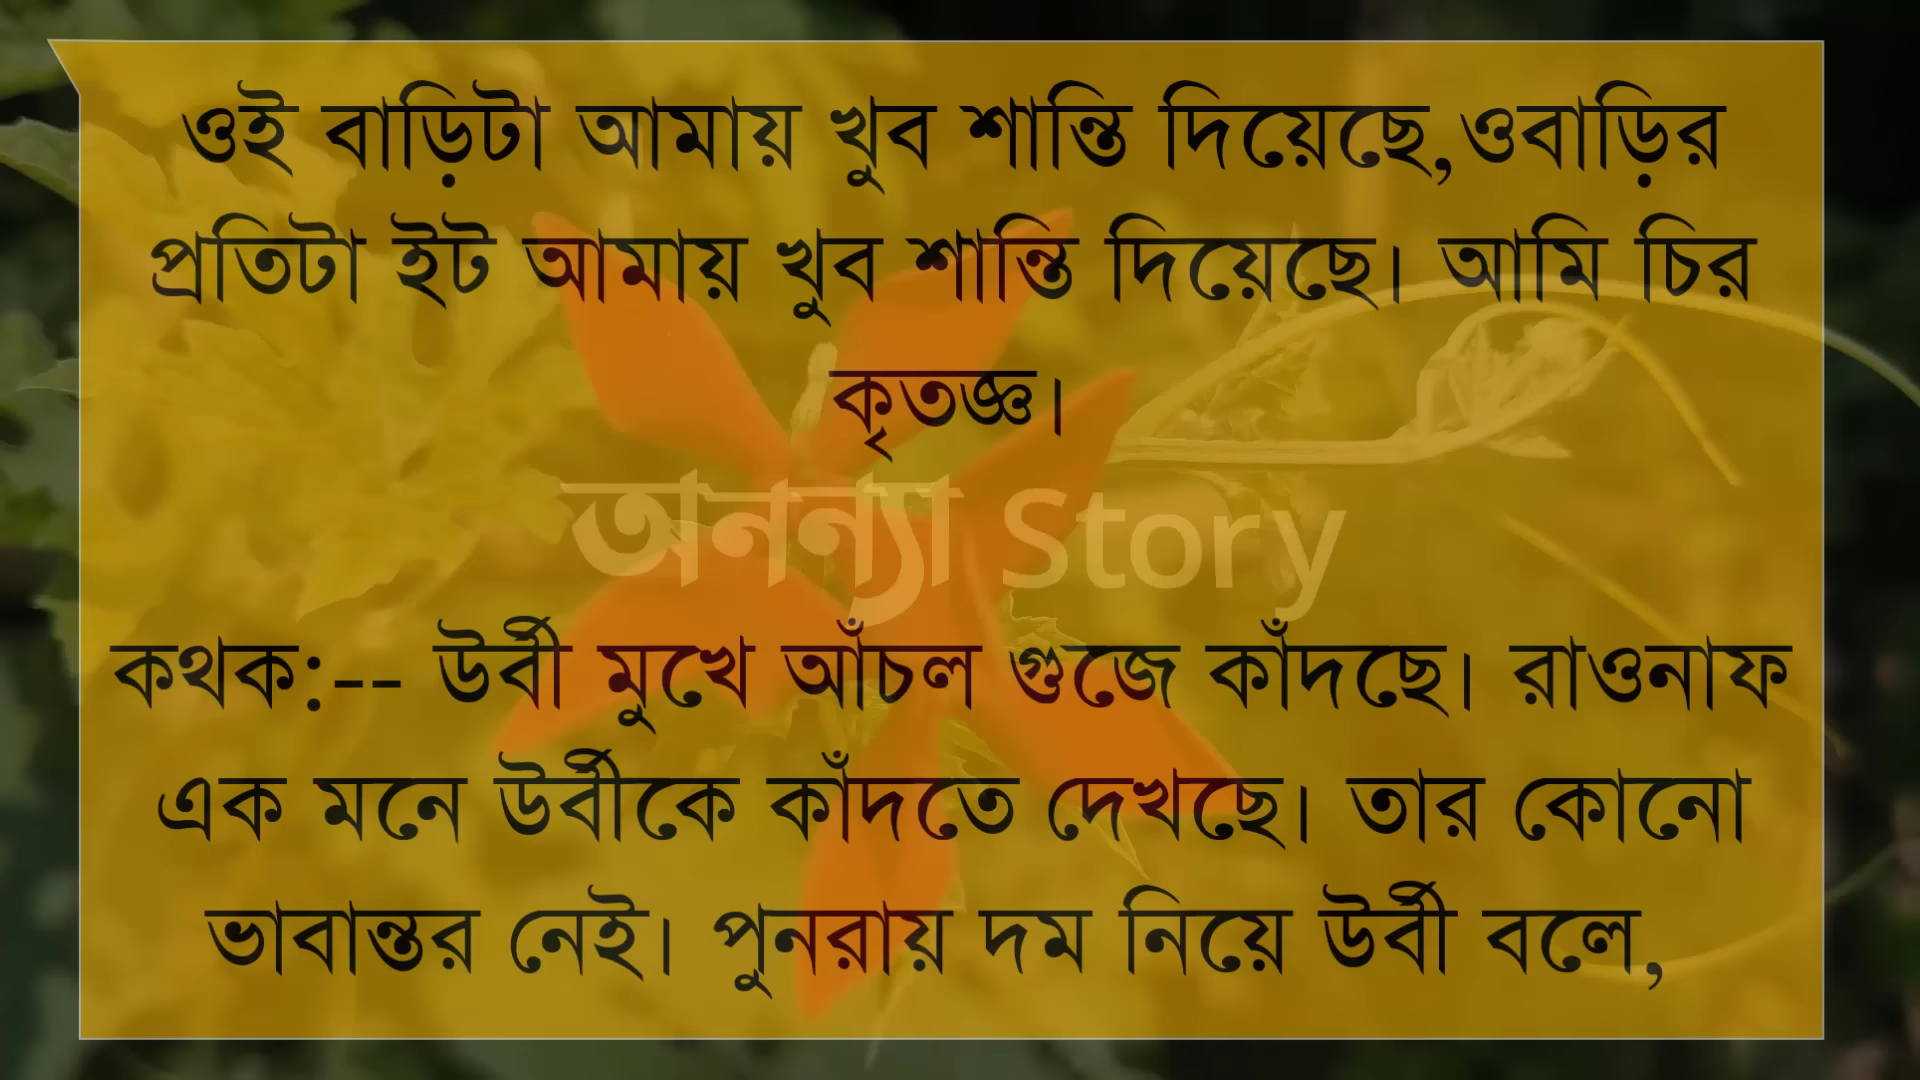 ওই বাড়িটা আমায় খুব শান্তি দিয়েছে,ওবাড়ির
প্রতিটা ইট আমায় খুব শান্তি দিয়েছে। আমি চির
কৃতজ্ঞ।
অনন্যা Story
কথক:-- উর্বী মুখে আঁচল গুজে কাঁদছে। রাওনাফ
এক মনে উর্বীকে কাঁদতে দেখছে। তার কোনো
ভাবান্তর নেই। পুনরায় দম নিয়ে উর্বী বলে,